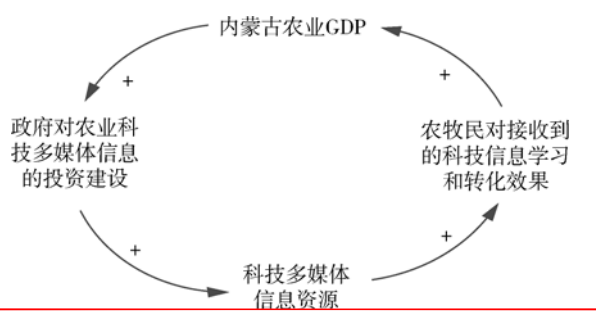 内蒙古农业GDP
+
+
政府对农业科
技多媒体信息
的投资建设
农牧民对接收到
的科技信息学习
和转化效果
+
+
科技多媒体
信息资源